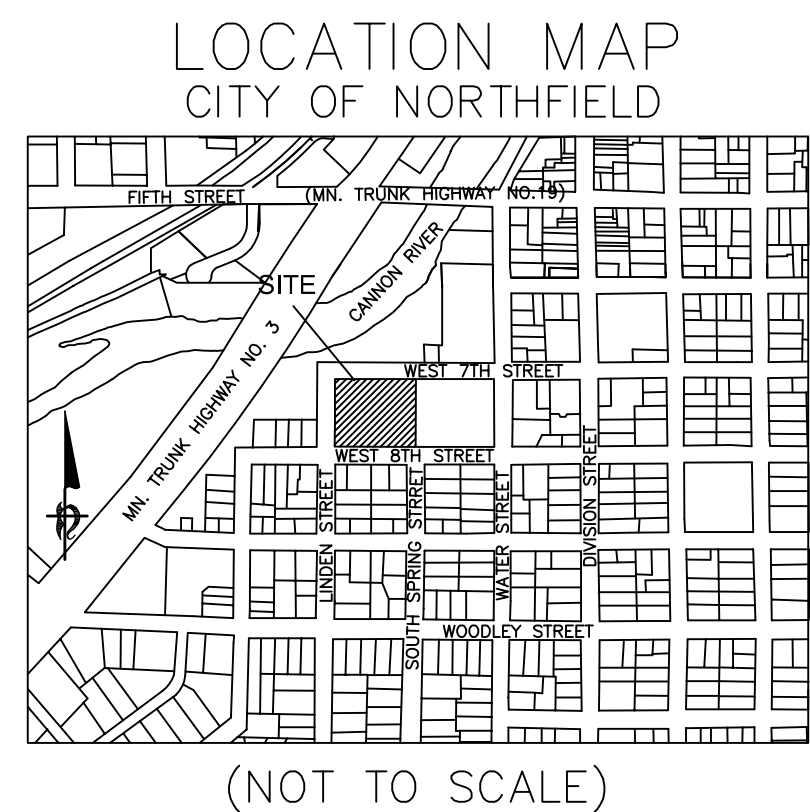 LOCATION MAP
CITY OF NORTHFIELD
FIFTH STREET
(MN. TRUNK HIGHWAY NO.19)
CANNON RIVER
SITE
MN. TRUNK HIGHWAY NO. 3
WEST 7TH STREET
WEST 8TH STREET
LINDEN STREET
SOUTH SPRING STRRET
WATER STREET
DIVISION STREET
WOODLEY STREET
(NOT TO SCALE)